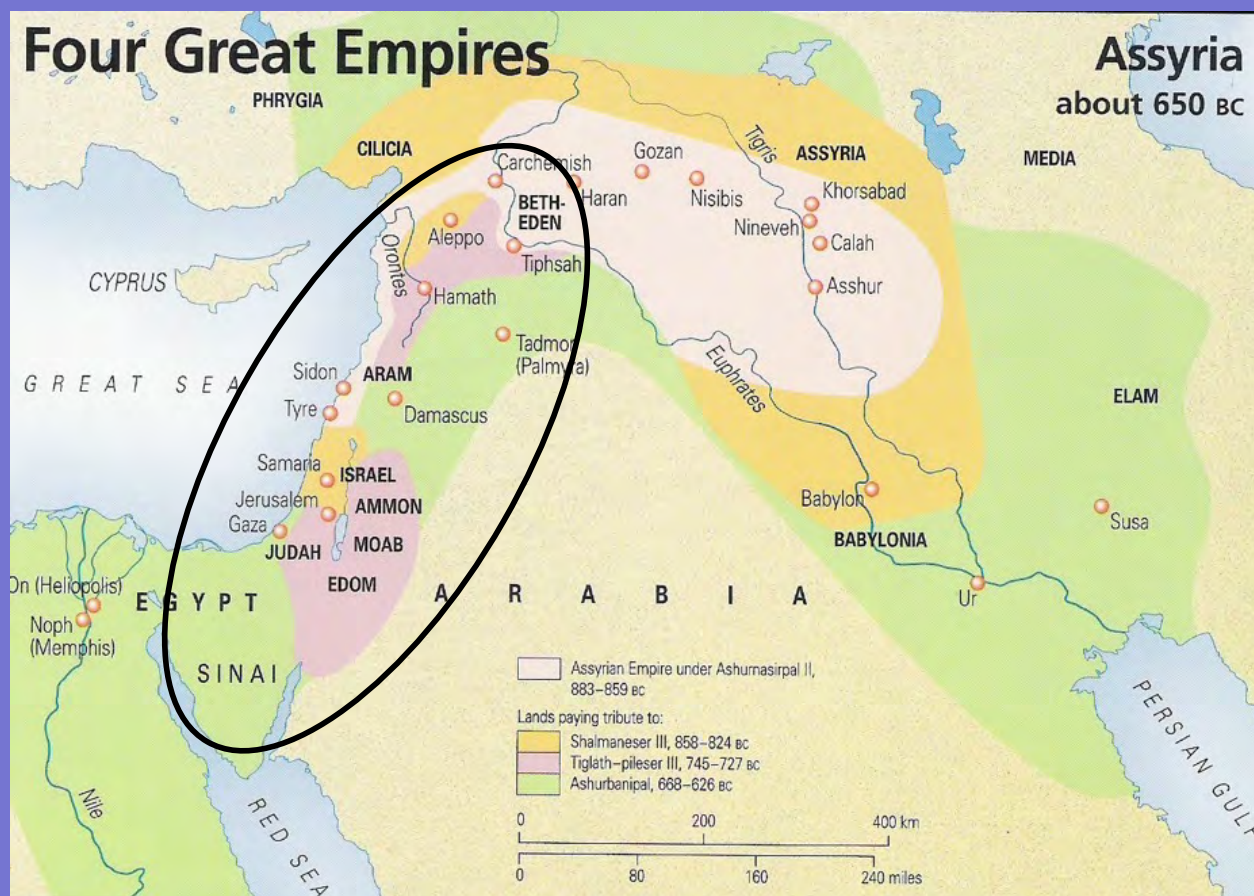 Four Great Empires
Assyria
about 650 BC
PHRYGIA
CILICIA
Carchemish
Gozan
Tigris
ASSYRIA
MEDIA
BETH-
EDEN
Haran
Nisibis
Khorsabad
Nineveh
Calah
Aleppo
Orontes
Tiphsah
CYPRUS
Hamath
Asshur
Tadmor
(Palmyra)
Euphrates
GREAT SEA
Sidon
ARAM
Tyre
Damascus
ELAM
Samaria
ISRAEL
Jerusalem
AMMON
Gaza
JUDAH
MOAB
EDOM
Babylon
BABYLONIA
Susa
On (Heliopolis)
EGYPT
ARABIA
Ur
Noph
(Memphis)
SINAI
Nile
RED SEA
PERSIAN GULF
Assyrian Empire under Ashurnasirpal II,
883–859 BC
Lands paying tribute to:
Shalmaneser III, 858–824 BC
Tiglath–pileser III, 745–727 BC
Ashurbanipal, 668–626 BC
0 200 400 km
0 80 160 240 miles